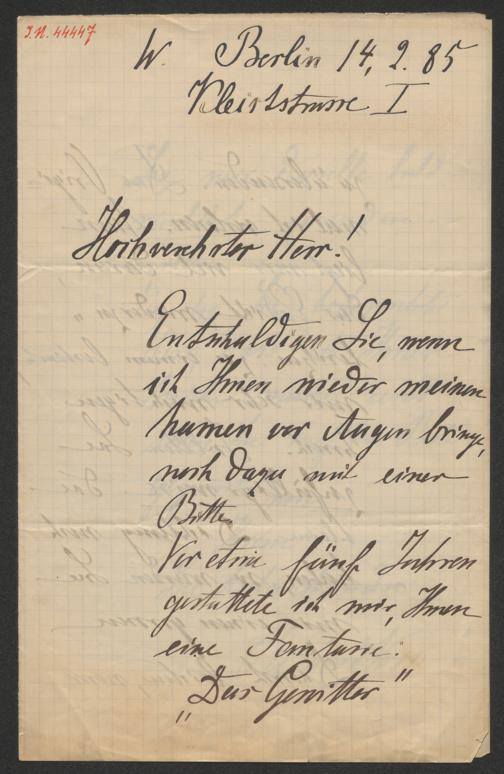 I.N. 44447
W. Berlin 14, 2. 85
Kleiststrasse I
Hochverehrter Herr!
Entschuldigen Sie, wenn
ich Ihnen wieder meinen
Namen vor Augen bringe,
noch dazu mit einer
Bitte.
Vor etwa fünf Jahren
gestattete ich mir, Ihnen
eine Fantasie:
"Das Gewitter"